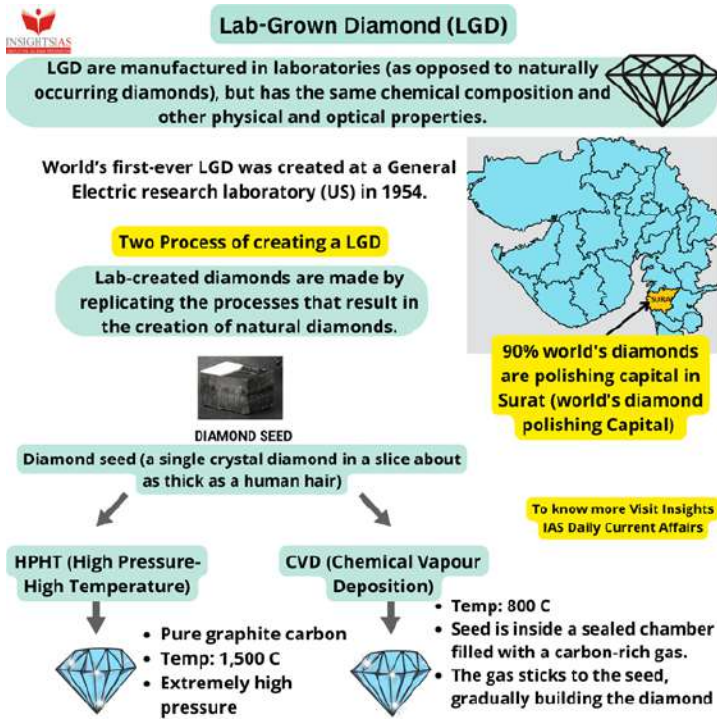 INSIGHTSIAS
Lab-Grown Diamond (LGD)
LGD are manufactured in laboratories (as opposed to naturally
occurring diamonds), but has the same chemical composition and
other physical and optical properties.
World's first-ever LGD was created at a General
Electric research laboratory (US) in 1954.
Two Process of creating a LGD
Lab-created diamonds are made by
replicating the processes that result in
the creation of natural diamonds.
SURAT
90% world's diamonds
are polishing capital in
Surat (world's diamond
polishing Capital)
DIAMOND SEED
Diamond seed (a single crystal diamond in a slice about
as thick as a human hair)
To know more Visit Insights
IAS Daily Current Affairs
HPHT (High Pressure-
High Temperature)
• Pure graphite carbon
• Temp: 1,500 C
• Extremely high
pressure
CVD (Chemical Vapour
Deposition)
• Temp: 800 C
• Seed is inside a sealed chamber
filled with a carbon-rich gas.
• The gas sticks to the seed,
gradually building the diamond